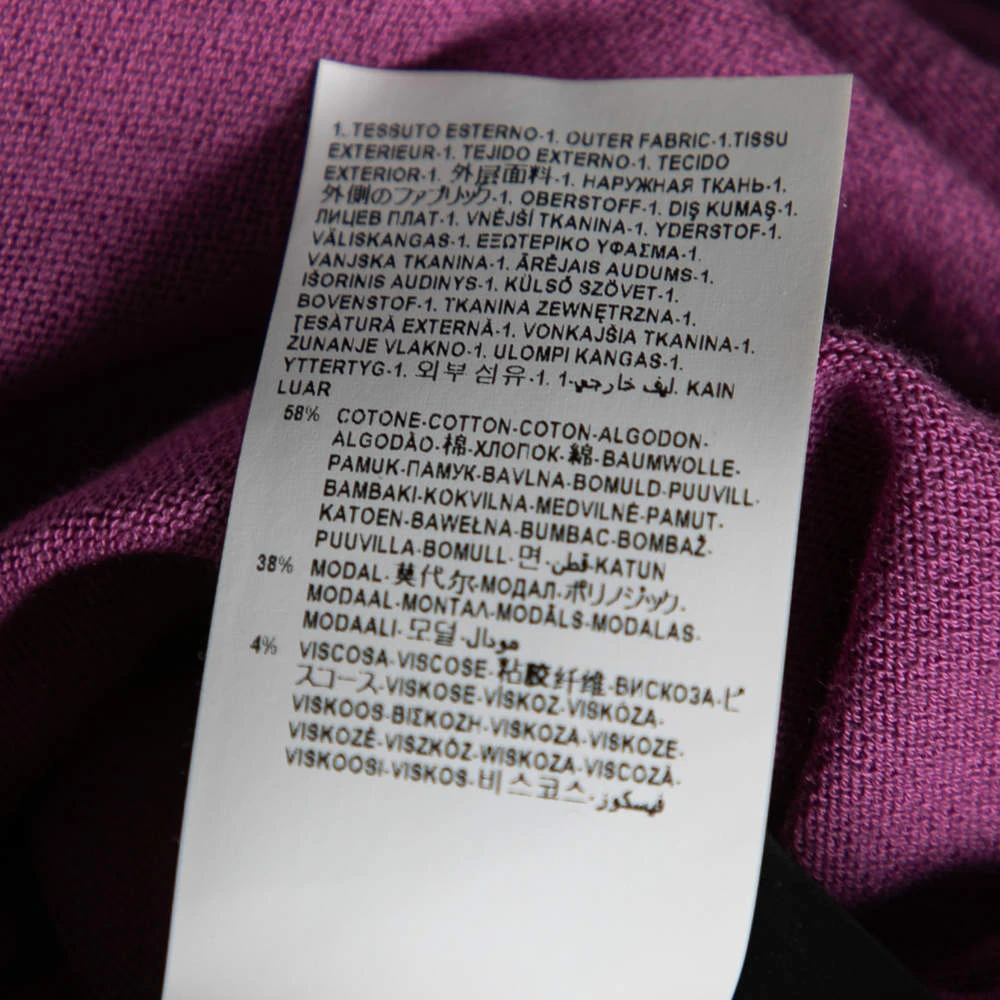 1. TESSUTO ESTERNO-1. OUTER FABRIC-1.TISSU
EXTERIEUR-1. TEJIDO EXTERNO-1. TECIDO
EXTERIOR-1. 外层面料-1. НАРУЖНАЯ ТКАНЬ-1.
外側のファブリック-1. OBERSTOFF-1. DIŞ KUMAŞ-1.
ЛИЦЕВ ПЛАТ-1. VNĚJŠÍ TKANINA-1. YDERSTOF-1.
VÄLISKANGAS-1. ΕΞΩΤΕΡΙΚΟ ΥΦΑΣΜΑ-1.
VANJSKA TKANINA-1. ĀRĒJAIS AUDUMS-1.
IŠORINIS AUDINYS-1. KÜLSŐ SZÖVET-1.
BOVENSTOF-1. TKANINA ZEWNĘTRZNA-1.
ŢESĂTURĂ EXTERNĂ-1. VONKAJŠIA TKANINA-1.
ZUNANJE VLAKNO-1. ULOMPI KANGAS-1.
YTTERTYG-1. 외부 섬유-1. 1-ليف خارجي. KAIN
LUAR
58% COTONE-COTTON-COTON-ALGODON-
ALGODÃO-棉-ХЛОПОК-綿-BAUMWOLLE-
PAMUK-ПАМУК-BAVLNA-BOMULD-PUUVILL-
BAMBAKI-KOKVILNA-MEDVILNĖ-PAMUT-
KATOEN-BAWEŁNA-BUMBAC-BOMBAŽ-
PUUVILLA-BOMULL-면-قطن-KATUN
38% MODAL-莫代尔-МОДАЛ-ポリノジック-
MODAAL-ΜΟΝΤΑΛ-MODĀLS-MODALAS-
MODAALI-모덜-مودال
4% VISCOSA-VISCOSE-粘胶纤维-ВИСКОЗА-ビ
スコース-VISKOSE-VİSKOZ-VISKÓZA-
VISKOOS-ΒΙΣΚΟΖΗ-VISKOZA-VISKOZE-
VISKOZĖ-VISZKÓZ-WISKOZA-VISCOZĂ-
VISKOOSI-VISKOS-비스코스-فيسكوز